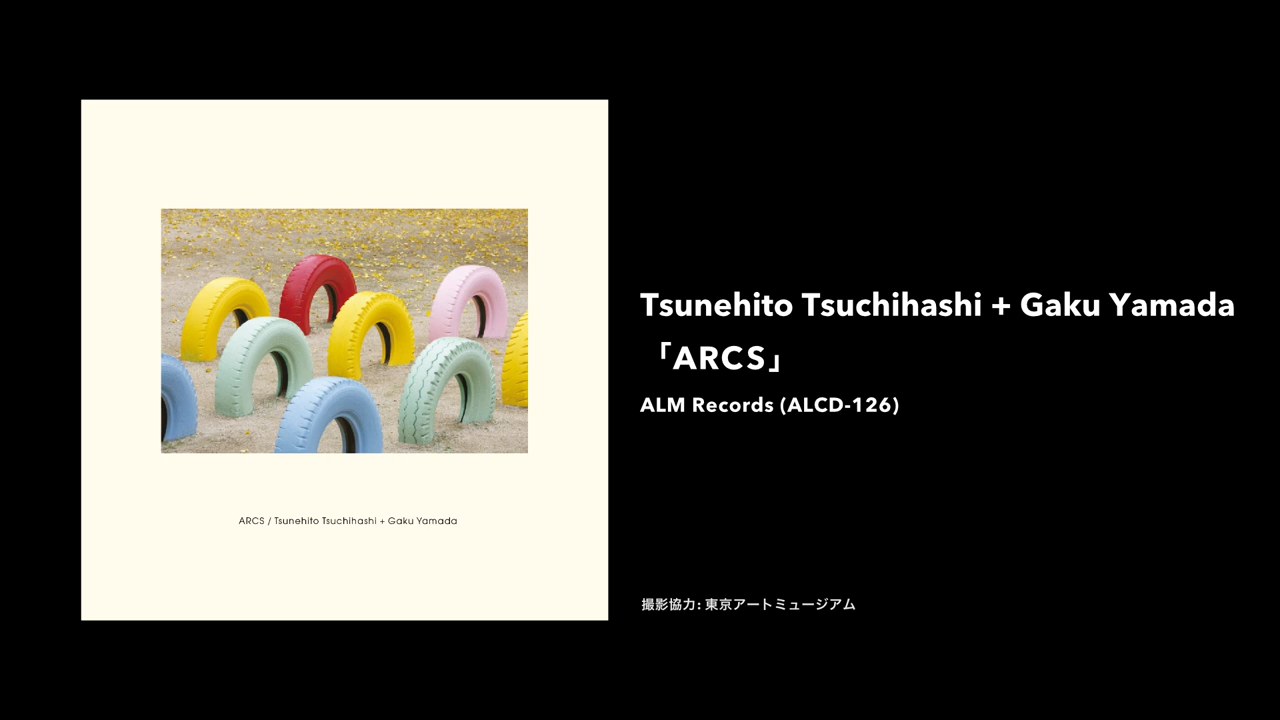 ARCS / Tsunehito Tsuchihashi + Gaku Yamada
Tsunehito Tsuchihashi + Gaku Yamada
「ARCS」
ALM Records (ALCD-126)
撮影協力: 東京アートミュージアム